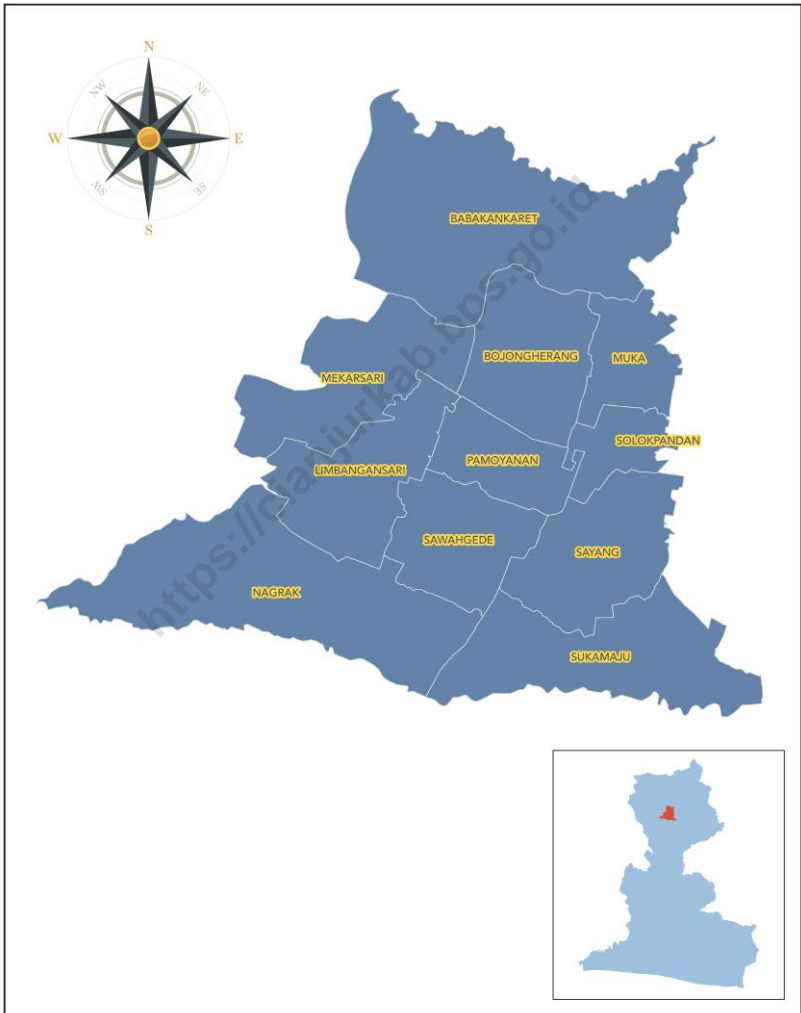 N
NW
NE
W
E
SW
SE
S
BABAKANKARET
BOJONGHERANG
MUKA
MEKARSARI
SOLOKPANDAN
LIMBANGANSARI
PAMOYANAN
SAWAHGEDE
SAYANG
NAGRAK
SUKAMAJU
https://cianjurkab.bps.go.id